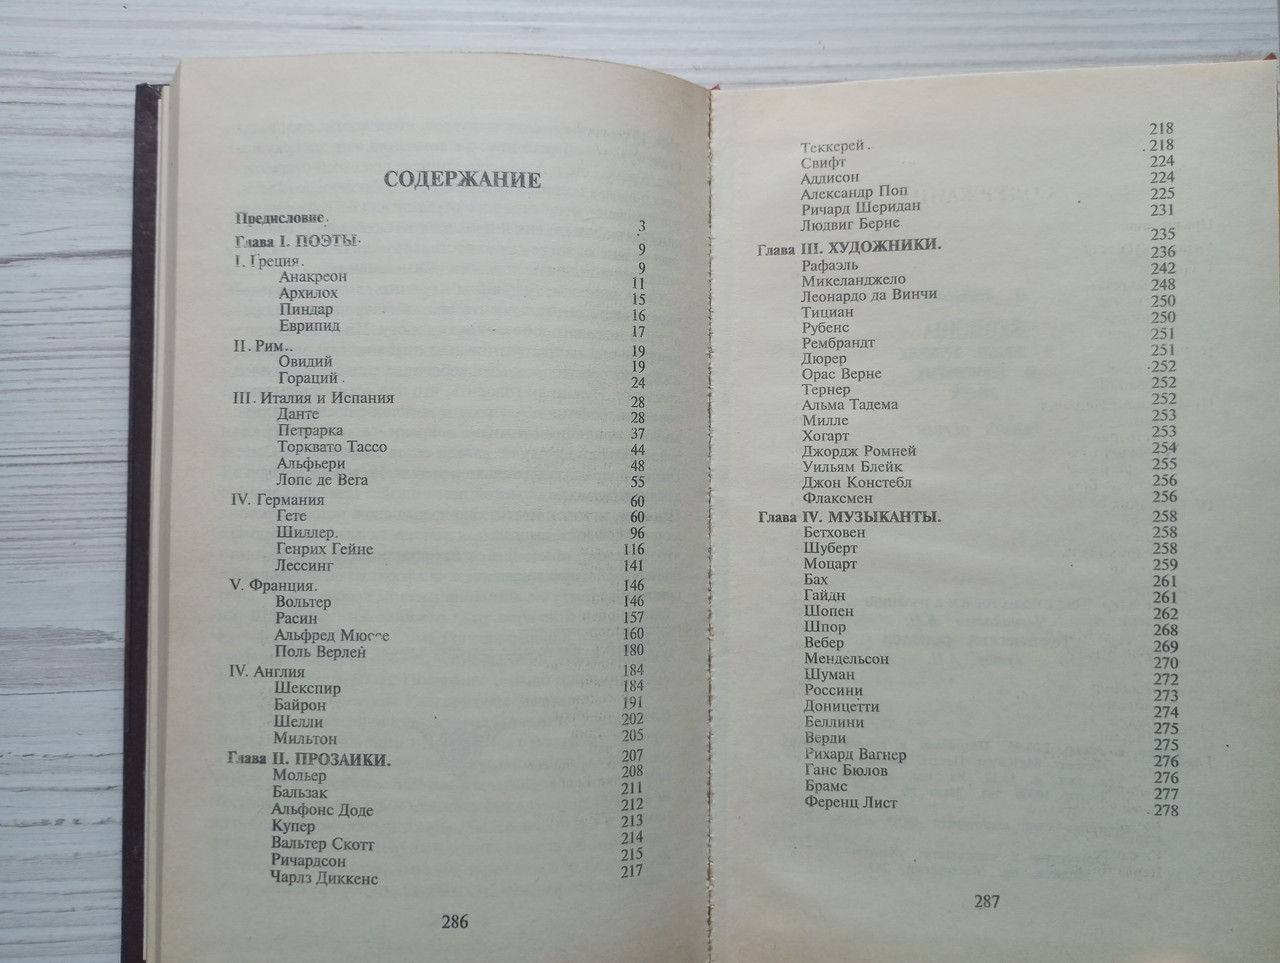 СОДЕРЖАНИЕ
Предисловие. 3
Глава I. ПОЭТЫ. 9
I. Греция. 9
Анакреон 11
Архилох 15
Пиндар 16
Еврипид 17
II. Рим.. 19
Овидий 19
Гораций. 24
III. Италия и Испания 28
Данте 28
Петрарка 37
Торквато Тассо 44
Альфьери 48
Лопе де Вега 55
IV. Германия 60
Гете 60
Шиллер. 96
Генрих Гейне 116
Лессинг 141
V. Франция. 146
Вольтер 146
Расин 157
Альфред Мюссе 160
Поль Верлей 180
IV. Англия 184
Шекспир 184
Байрон 191
Шелли 202
Мильтон 205
Глава II. ПРОЗАИКИ. 207
Мольер 208
Бальзак 211
Альфонс Доде 212
Купер 213
Вальтер Скотт 214
Ричардсон 215
Чарлз Диккенс 217
286
Теккерей. 218
Свифт 218
Аддисон 224
Александр Поп 224
Ричард Шеридан 225
Людвиг Берне 231
Глава III. ХУДОЖНИКИ. 235
Рафаэль 236
Микеланджело 242
Леонардо да Винчи 248
Тициан 250
Рубенс 250
Рембрандт 251
Дюрер 251
Орас Верне 252
Тернер 252
Альма Тадема 252
Милле 253
Хогарт 253
Джордж Ромней 254
Уильям Блейк 255
Джон Констебл 256
Флаксмен 256
Глава IV. МУЗЫКАНТЫ. 258
Бетховен 258
Шуберт 258
Моцарт 259
Бах 261
Гайдн 261
Шопен 262
Шпор 268
Вебер 269
Мендельсон 270
Шуман 272
Россини 273
Доницетти 274
Беллини 275
Верди 275
Рихард Вагнер 276
Ганс Бюлов 276
Брамс 277
Ференц Лист 278
287